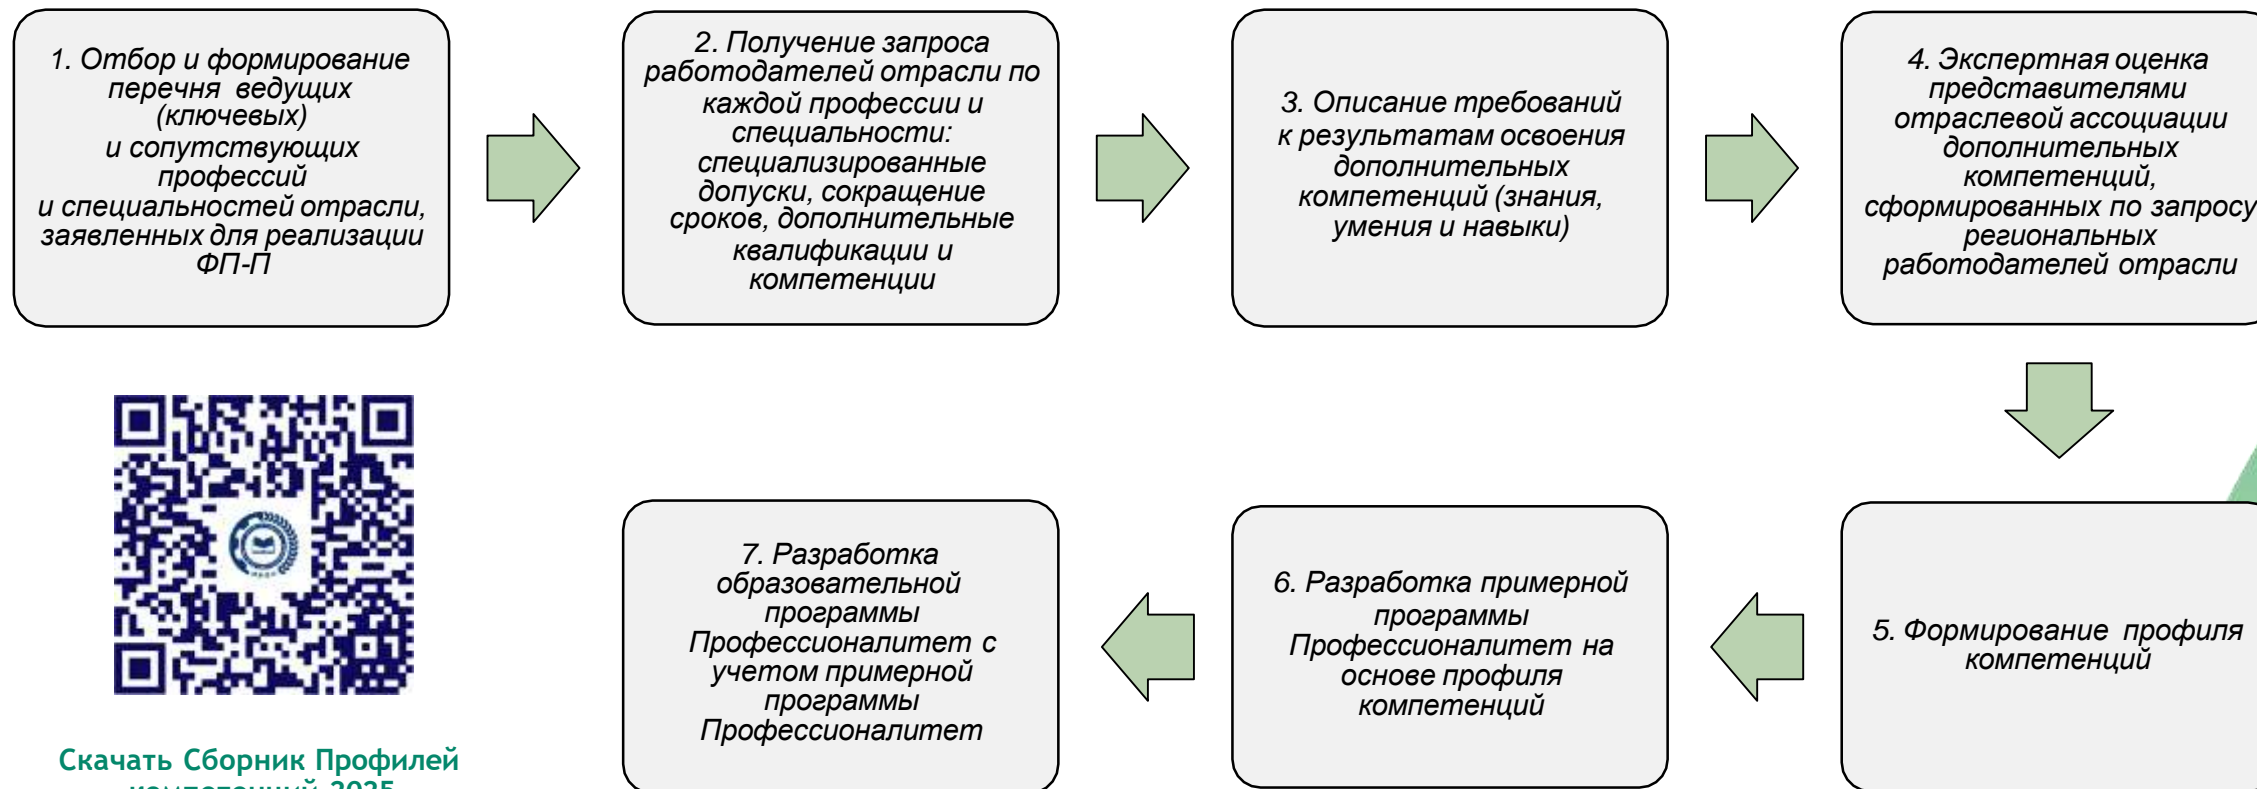 1. Отбор и формирование
перечня ведущих
(ключевых)
и сопутствующих
профессий
и специальностей отрасли,
заявленных для реализации
ФП-П
2. Получение запроса
работодателей отрасли по
каждой профессии и
специальности:
специализированные
допуски, сокращение
сроков, дополнительные
квалификации и
компетенции
3. Описание требований
к результатам освоения
дополнительных
компетенций (знания,
умения и навыки)
4. Экспертная оценка
представителями
отраслевой ассоциации
дополнительных
компетенций,
сформированных по запросу
региональных
работодателей отрасли
5. Формирование профиля
компетенций
6. Разработка примерной
программы
Профессионалитет на
основе профиля
компетенций
7. Разработка
образовательной
программы
Профессионалитет с
учетом примерной
программы
Профессионалитет
Скачать Сборник Профилей
компетенций 2025